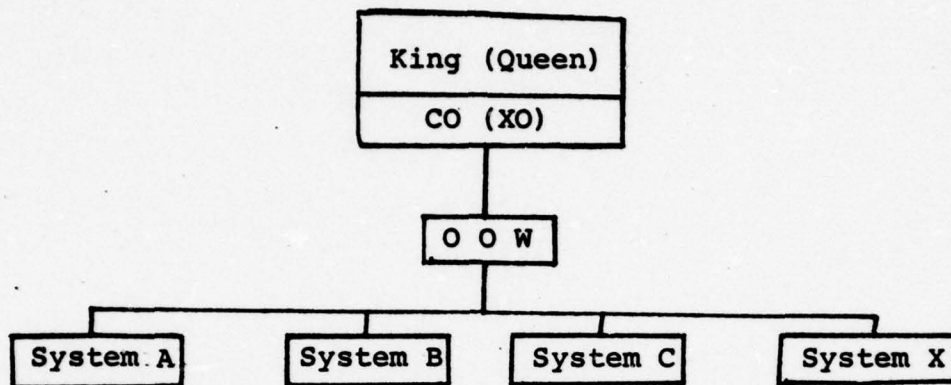 King (Queen)
CO (XO)
O O W
System A
System B
System C
System X